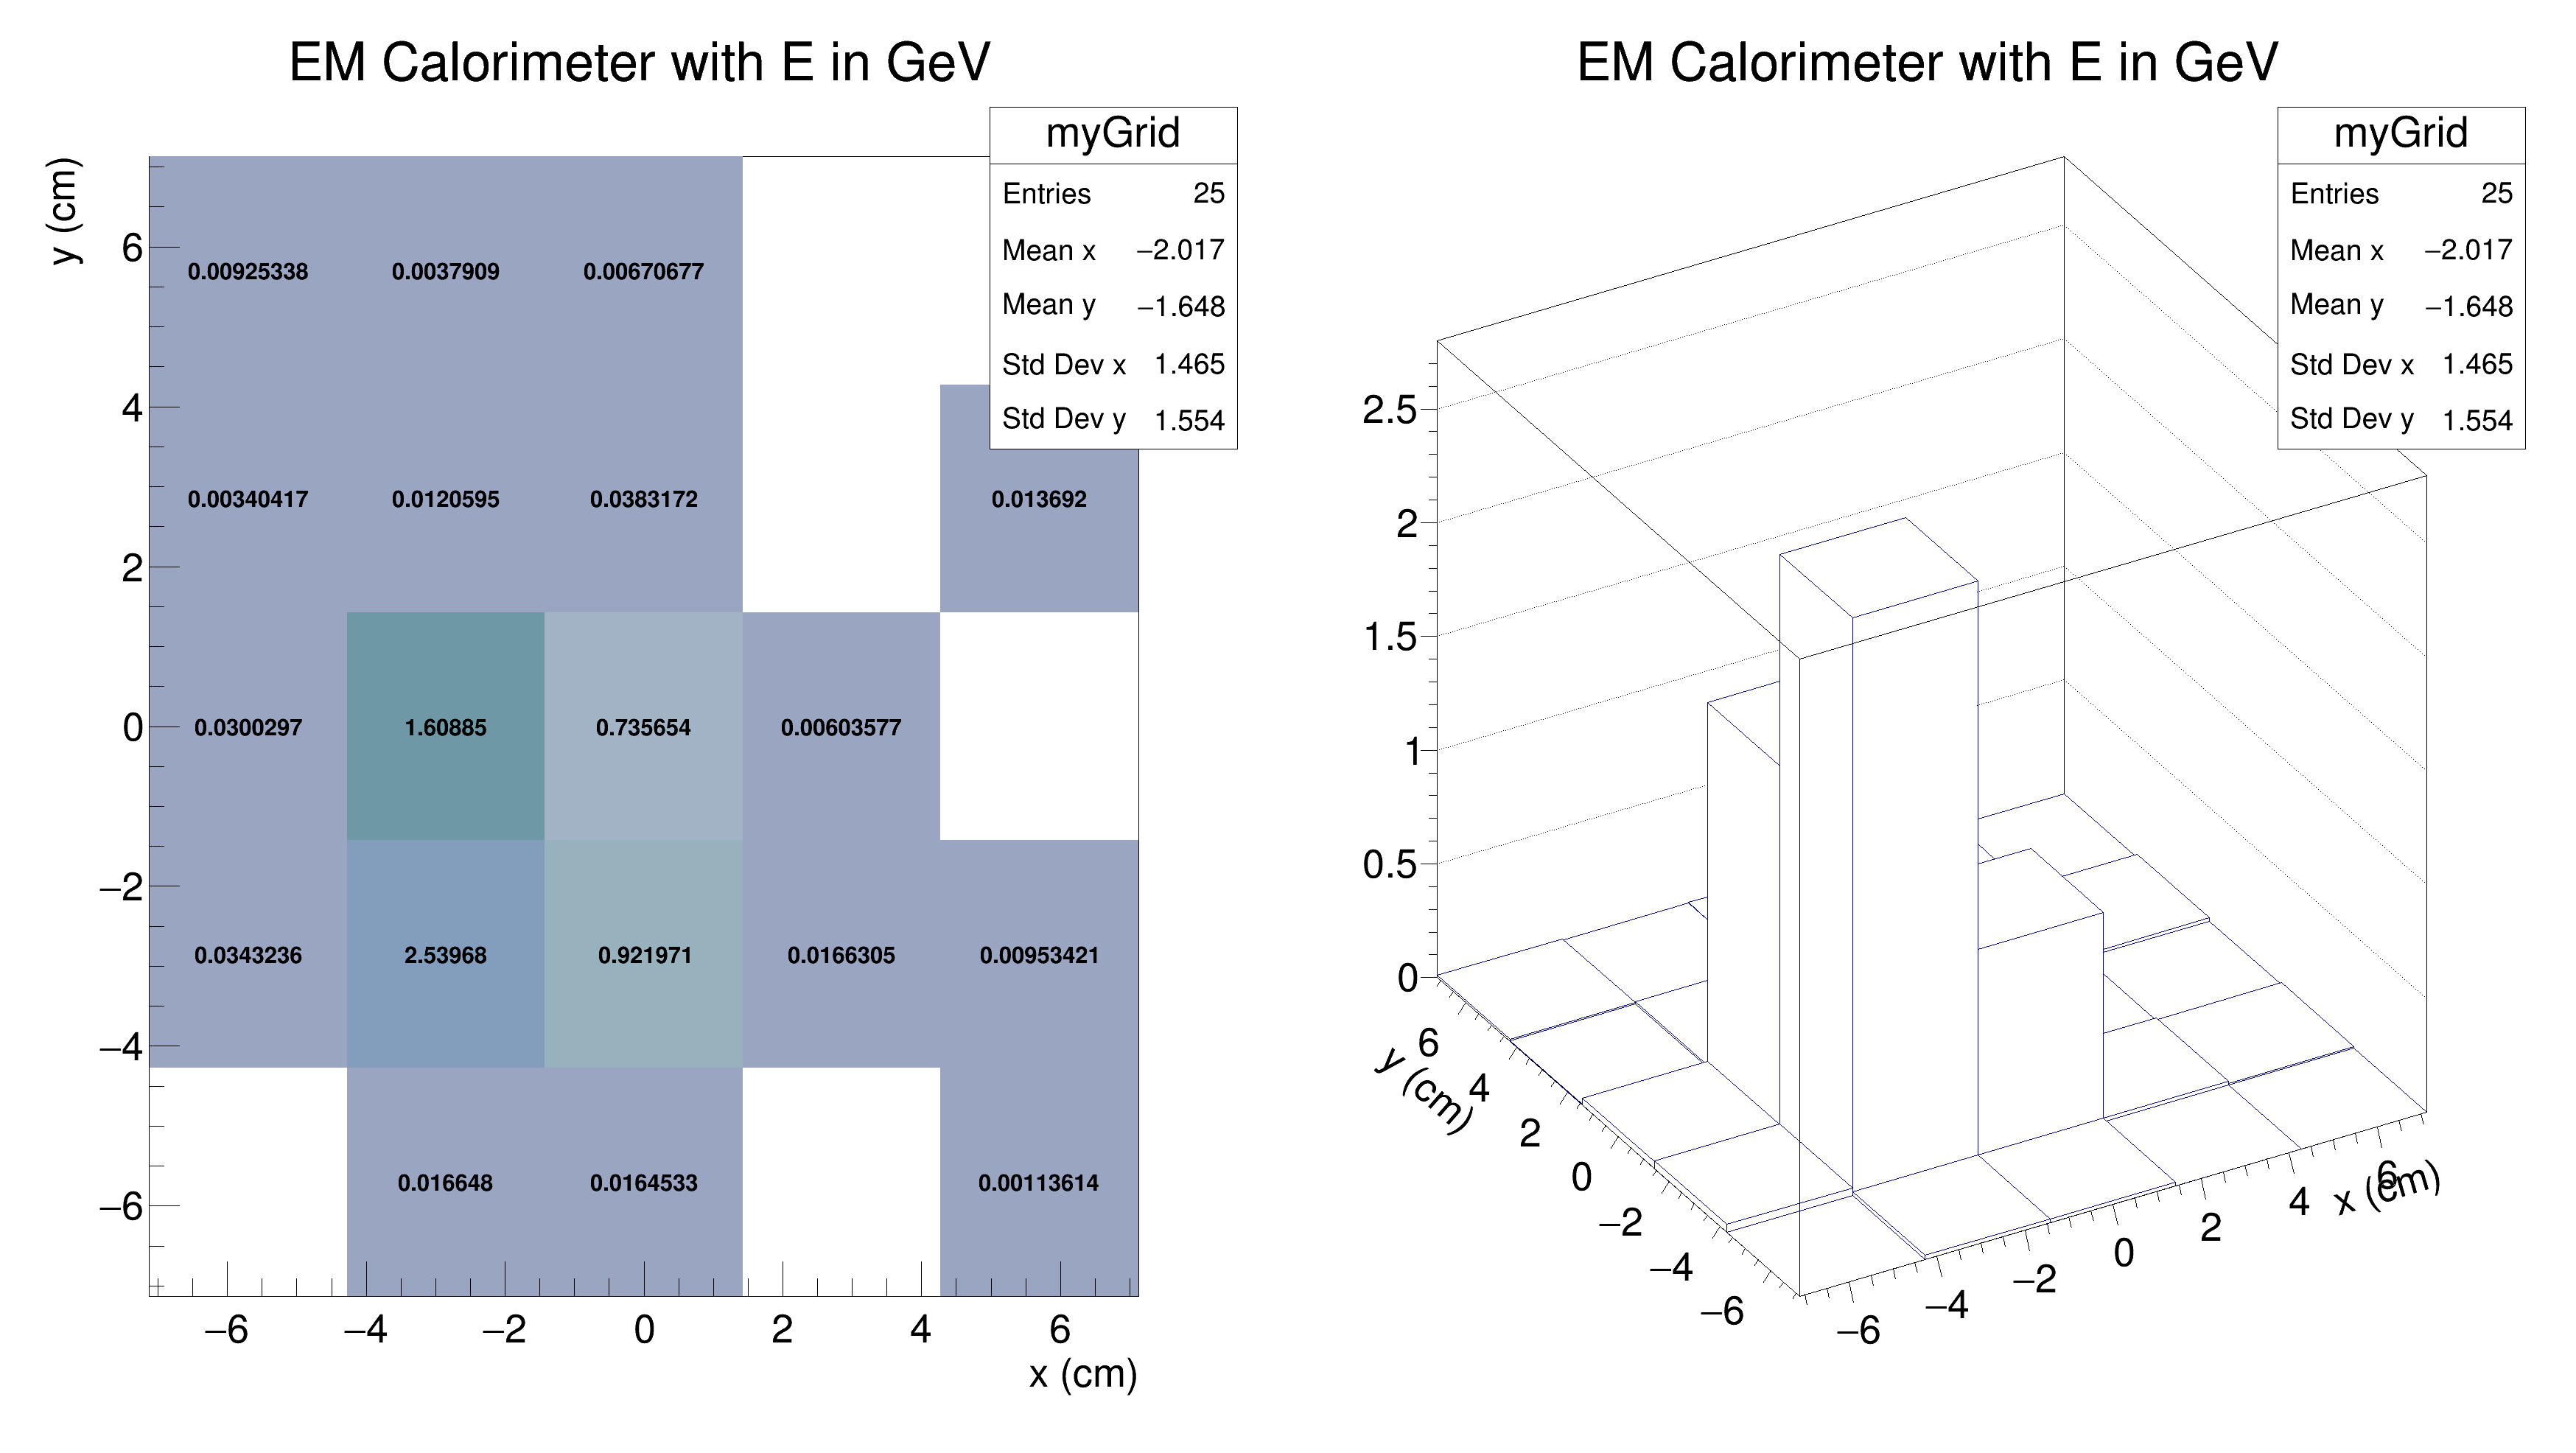 EM Calorimeter with E in GeV
myGrid
Entries 25
Mean x −2.017
Mean y −1.648
Std Dev x 1.465
Std Dev y 1.554
y (cm)
6
4
2
0
−2
−4
−6
0.00925338 0.0037909 0.00670677
0.00340417 0.0120595 0.0383172 0.013692
0.0300297 1.60885 0.735654 0.00603577
0.0343236 2.53968 0.921971 0.0166305 0.00953421
0.016648 0.0164533 0.00113614
−6 −4 −2 0 2 4 6
x (cm)
EM Calorimeter with E in GeV
myGrid
Entries 25
Mean x −2.017
Mean y −1.648
Std Dev x 1.465
Std Dev y 1.554
2.5
2
1.5
1
0.5
0
y (cm)
6
4
2
0
−2
−4
−6
−6 −4 −2 0 2 4 6
x (cm)